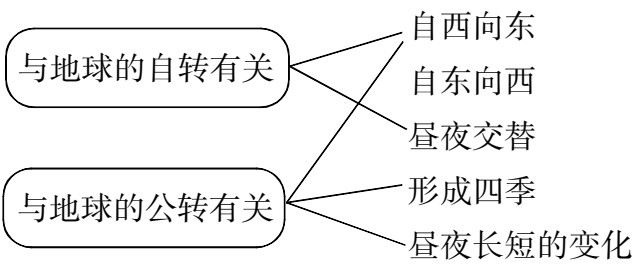 与地球的自转有关
与地球的公转有关
自西向东
自东向西
昼夜交替
形成四季
昼夜长短的变化